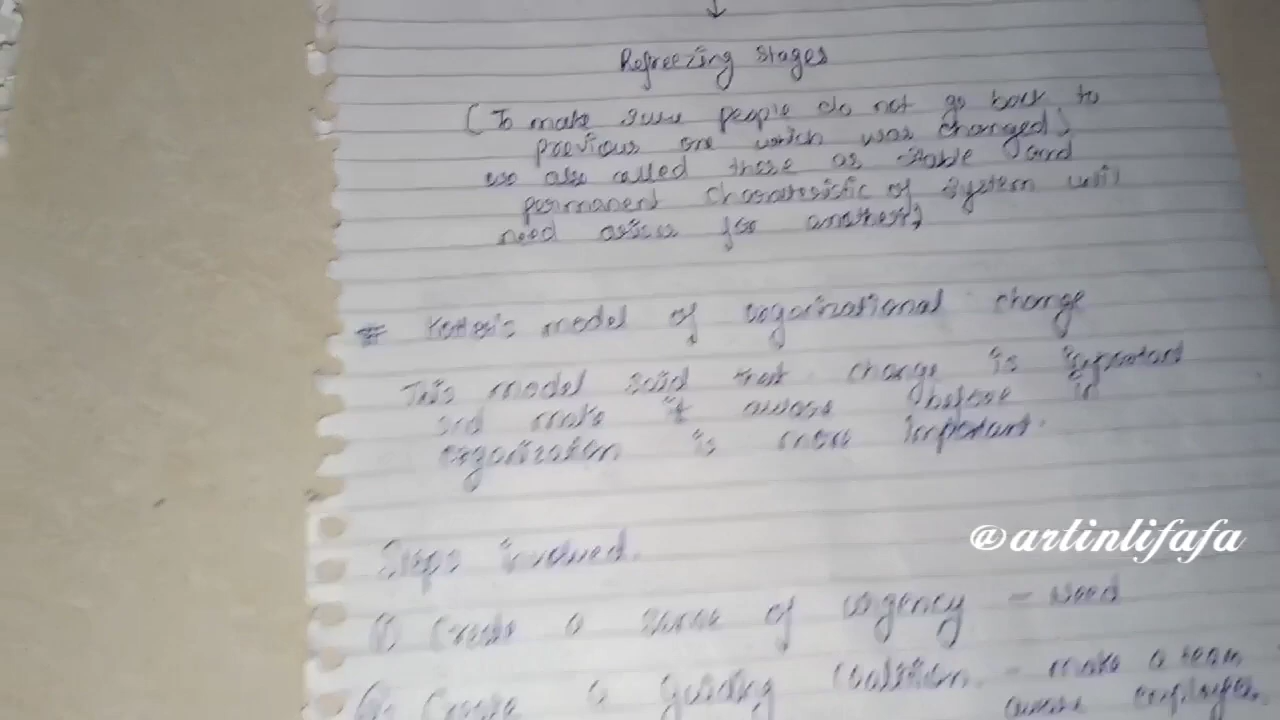 ↓
Refreezing stages
(To make sure people do not go back to
previous one which was changed,
we also called these as stable and
permanent characteristic of system until
need arises for another)
# Kotter's model of organizational change
This model said that change is important
and make it aware before in
organization is more important.
Steps involved.
① Create a sense of urgency - need
② Create a guiding coalition. - make a team
aware employees.
@artinlifafa